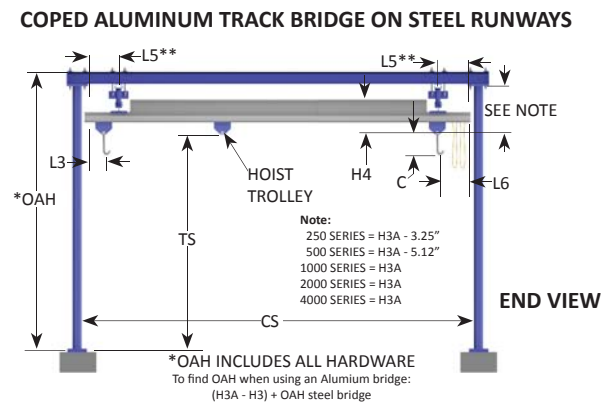 COPED ALUMINUM TRACK BRIDGE ON STEEL RUNWAYS
L5**
L5**
SEE NOTE
L3
HOIST
TROLLEY
H4
C
L6
*OAH
TS
Note:
250 SERIES = H3A - 3.25”
500 SERIES = H3A - 5.12”
1000 SERIES = H3A
2000 SERIES = H3A
4000 SERIES = H3A
END VIEW
CS
*OAH INCLUDES ALL HARDWARE
To find OAH when using an Alumium bridge:
(H3A - H3) + OAH steel bridge